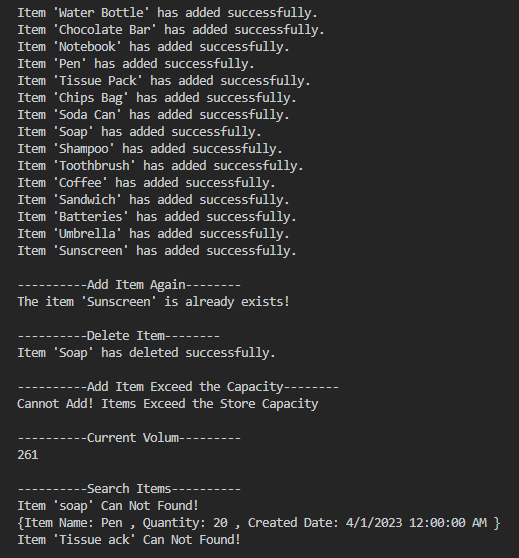 Item 'Water Bottle' has added successfully.
Item 'Chocolate Bar' has added successfully.
Item 'Notebook' has added successfully.
Item 'Pen' has added successfully.
Item 'Tissue Pack' has added successfully.
Item 'Chips Bag' has added successfully.
Item 'Soda Can' has added successfully.
Item 'Soap' has added successfully.
Item 'Shampoo' has added successfully.
Item 'Toothbrush' has added successfully.
Item 'Coffee' has added successfully.
Item 'Sandwich' has added successfully.
Item 'Batteries' has added successfully.
Item 'Umbrella' has added successfully.
Item 'Sunscreen' has added successfully.
----------Add Item Again--------
The item 'Sunscreen' is already exists!
----------Delete Item--------
Item 'Soap' has deleted successfully.
----------Add Item Exceed the Capacity--------
Cannot Add! Items Exceed the Store Capacity
----------Current Volum---------
261
----------Search Items----------
Item 'soap' Can Not Found!
{Item Name: Pen , Quantity: 20 , Created Date: 4/1/2023 12:00:00 AM }
Item 'Tissue ack' Can Not Found!